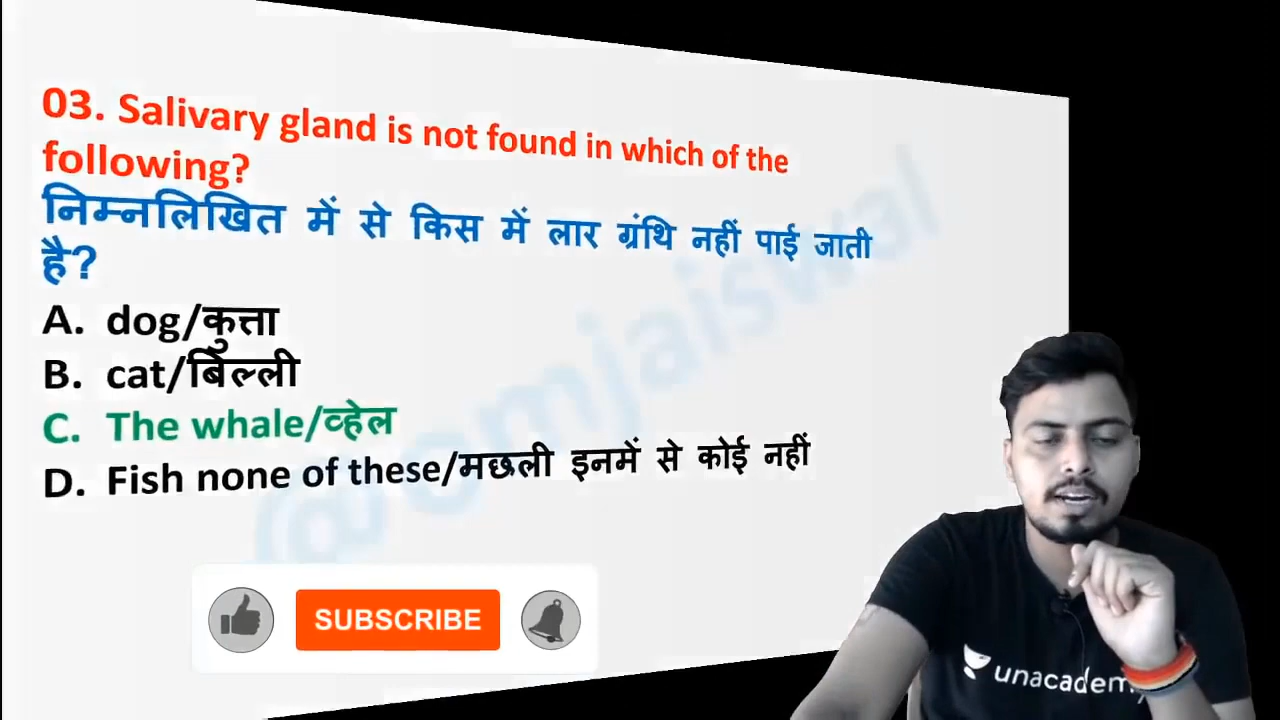 03. Salivary gland is not found in which of the
following?
निम्नलिखित में से किस में लार ग्रंथि नहीं पाई जाती
है?
A. dog/कुत्ता
B. cat/बिल्ली
C. The whale/व्हेल
D. Fish none of these/मछली इनमें से कोई नहीं
@omjaiswal
SUBSCRIBE
unacademy